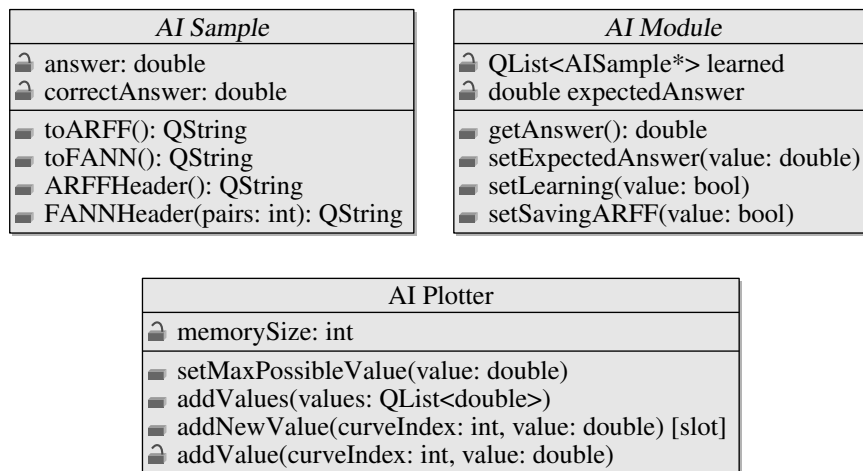 AI Sample
answer: double
correctAnswer: double
toARFF(): QString
toFANN(): QString
ARFFHeader(): QString
FANNHeader(pairs: int): QString
AI Module
QList<AISample*> learned
double expectedAnswer
getAnswer(): double
setExpectedAnswer(value: double)
setLearning(value: bool)
setSavingARFF(value: bool)
AI Plotter
memorySize: int
setMaxPossibleValue(value: double)
addValues(values: QList<double>)
addNewValue(curveIndex: int, value: double) [slot]
addValue(curveIndex: int, value: double)